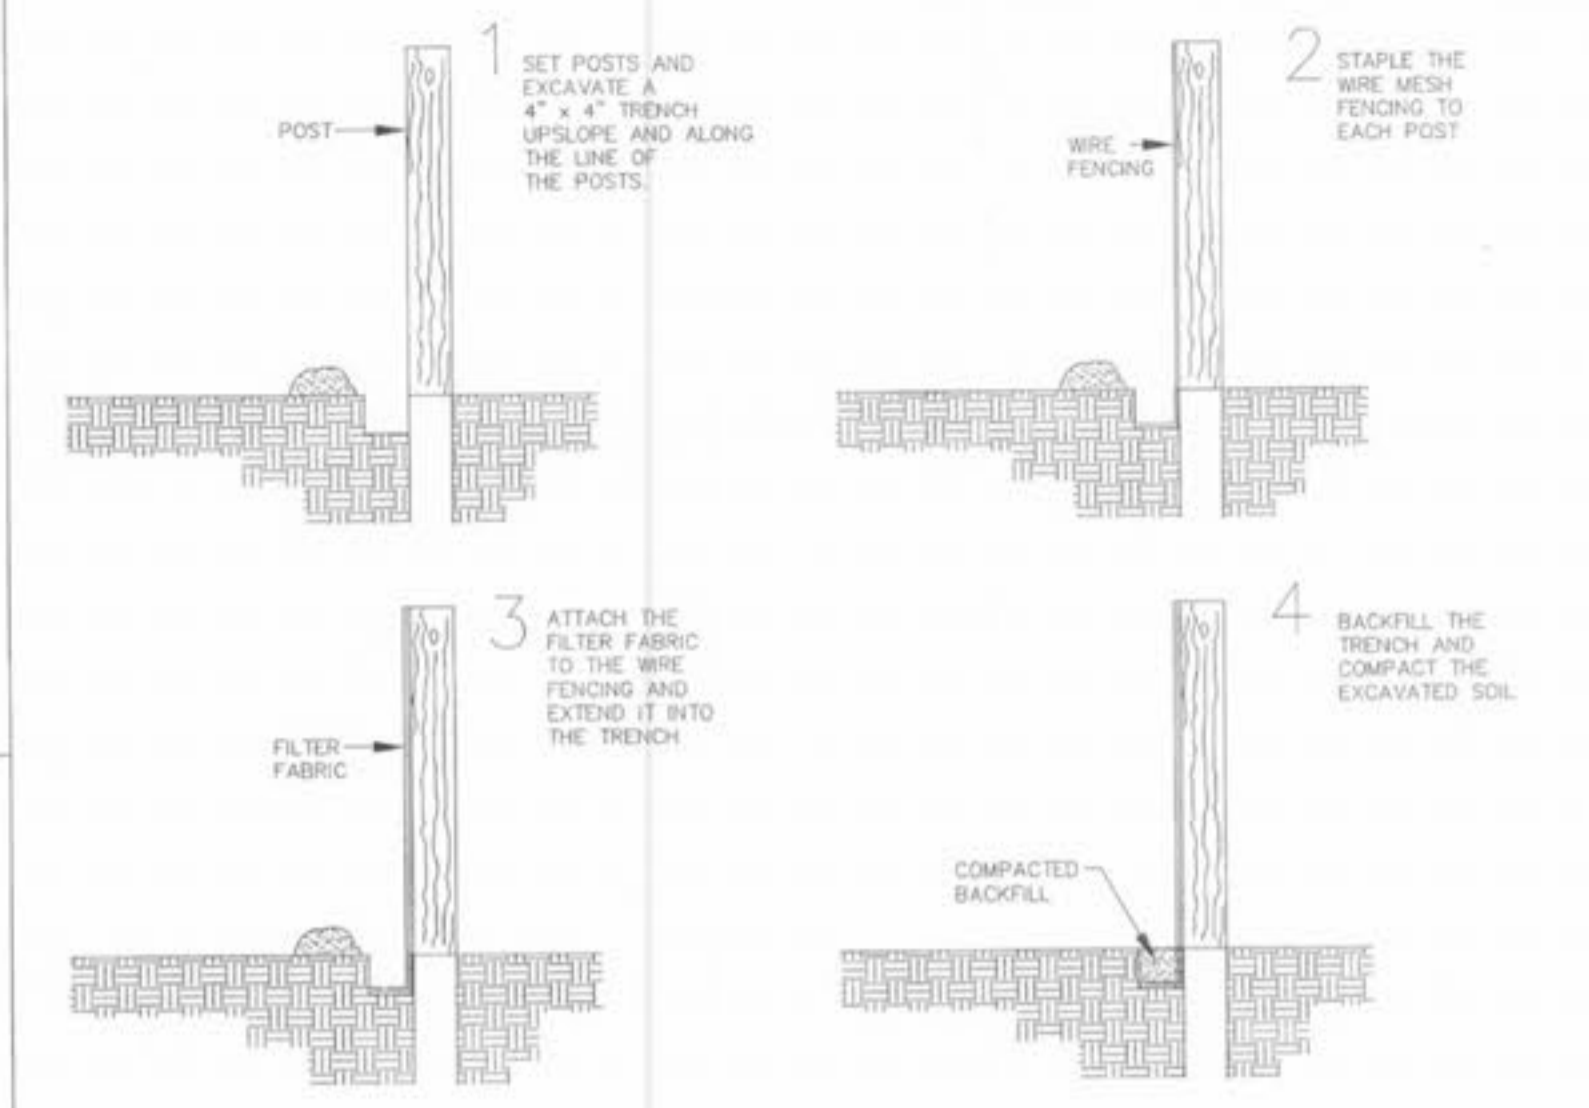 1
SET POSTS AND
EXCAVATE A
4" x 4" TRENCH
UPSLOPE AND ALONG
THE LINE OF
THE POSTS.
POST
2
STAPLE THE
WIRE MESH
FENCING TO
EACH POST
WIRE
FENCING
3
ATTACH THE
FILTER FABRIC
TO THE WIRE
FENCING AND
EXTEND IT INTO
THE TRENCH
FILTER
FABRIC
4
BACKFILL THE
TRENCH AND
COMPACT THE
EXCAVATED SOIL
COMPACTED
BACKFILL